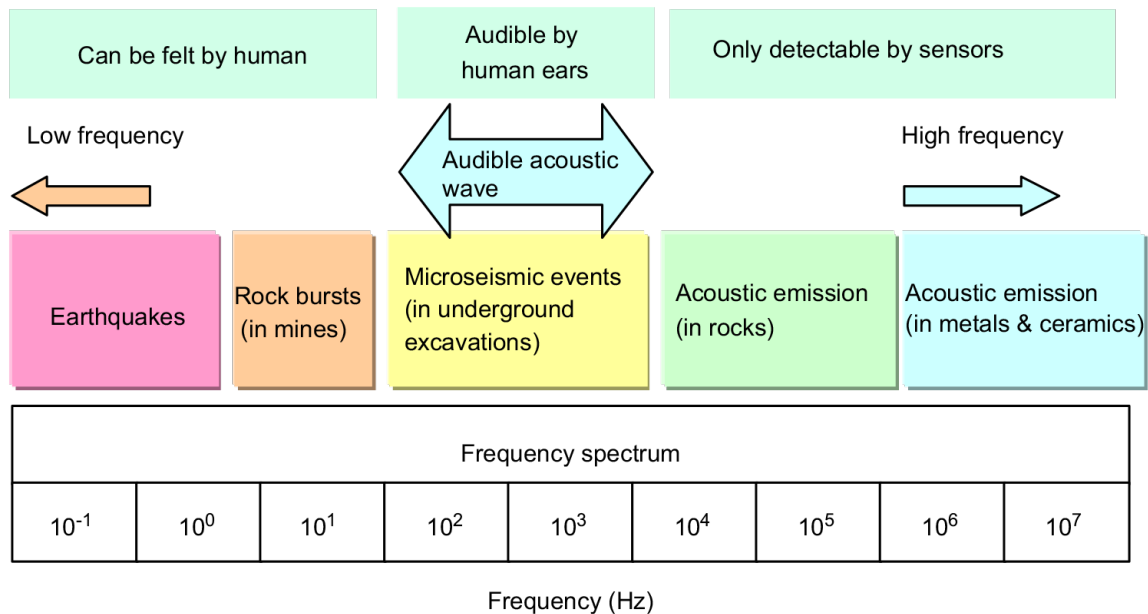 Can be felt by human
Audible by
human ears
Only detectable by sensors
Low frequency
Audible acoustic
wave
High frequency
Earthquakes
Rock bursts
(in mines)
Microseismic events
(in underground
excavations)
Acoustic emission
(in rocks)
Acoustic emission
(in metals & ceramics)
Frequency spectrum
10⁻¹ 10⁰ 10¹ 10² 10³ 10⁴ 10⁵ 10⁶ 10⁷
Frequency (Hz)